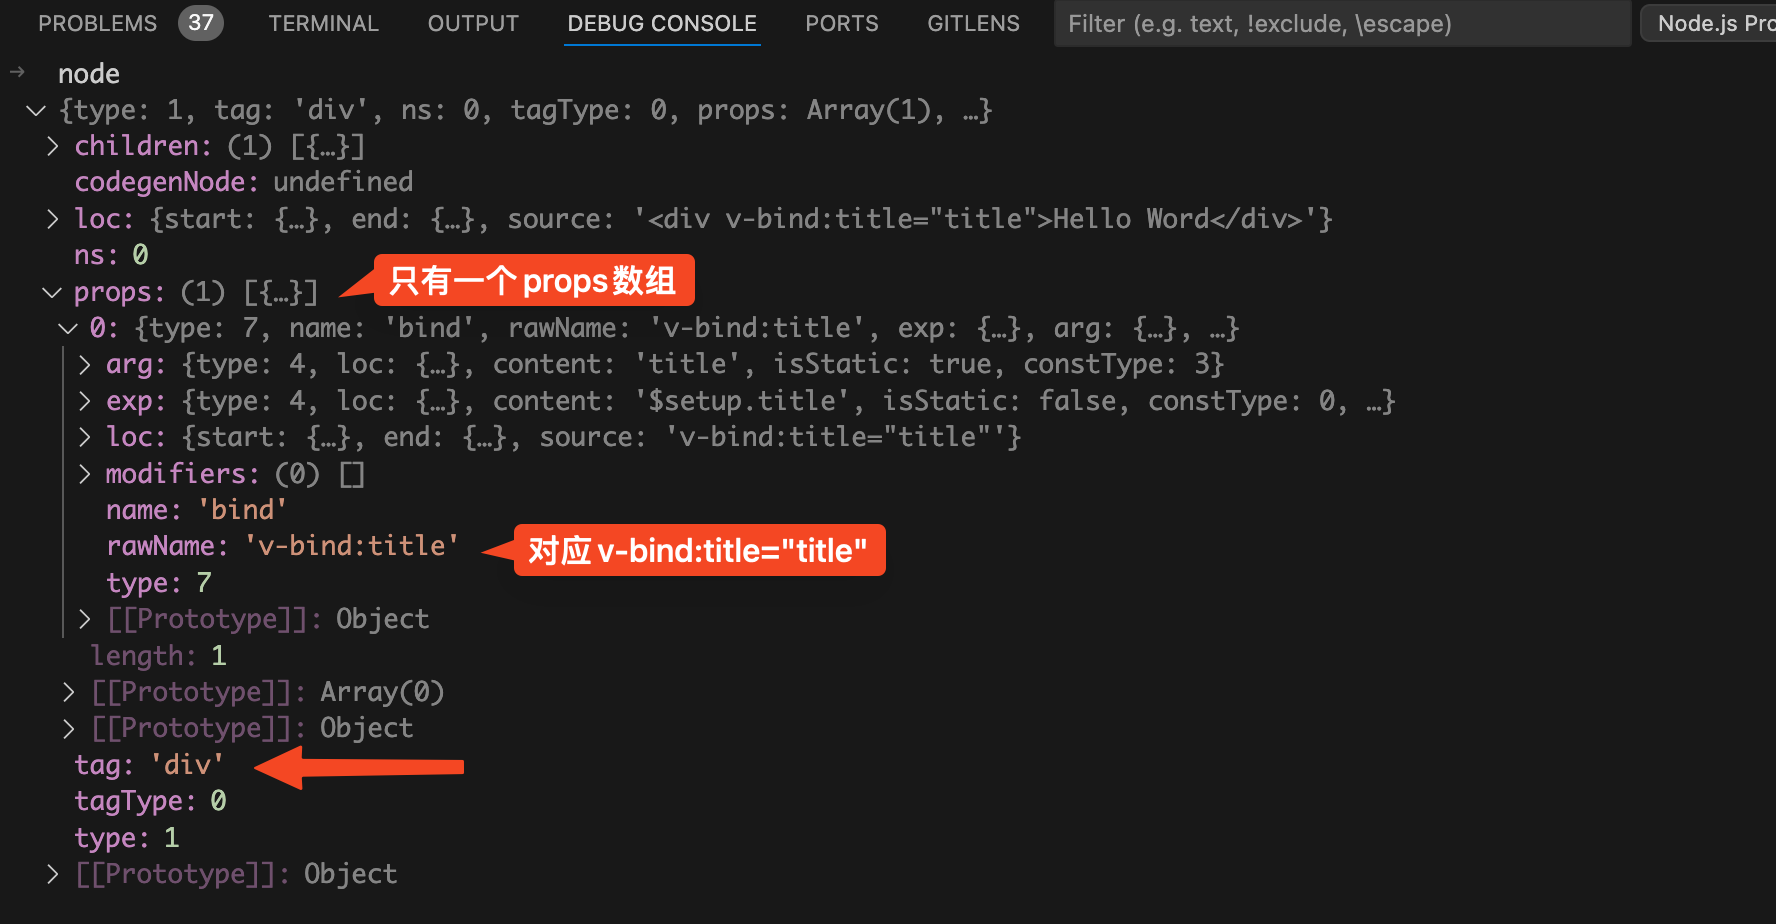 PROBLEMS 37 TERMINAL OUTPUT DEBUG CONSOLE PORTS GITLENS Filter (e.g. text, !exclude, \escape) Node.js Pro
node
{type: 1, tag: 'div', ns: 0, tagType: 0, props: Array(1), …}
children: (1) [{…}]
codegenNode: undefined
loc: {start: {…}, end: {…}, source: '<div v-bind:title="title">Hello Word</div>'}
ns: 0
props: (1) [{…}] 只有一个props数组
0: {type: 7, name: 'bind', rawName: 'v-bind:title', exp: {…}, arg: {…}, …}
arg: {type: 4, loc: {…}, content: 'title', isStatic: true, constType: 3}
exp: {type: 4, loc: {…}, content: '$setup.title', isStatic: false, constType: 0, …}
loc: {start: {…}, end: {…}, source: 'v-bind:title="title"'}
modifiers: (0) []
name: 'bind'
rawName: 'v-bind:title' 对应v-bind:title="title"
type: 7
[[Prototype]]: Object
length: 1
[[Prototype]]: Array(0)
[[Prototype]]: Object
tag: 'div'
tagType: 0
type: 1
[[Prototype]]: Object